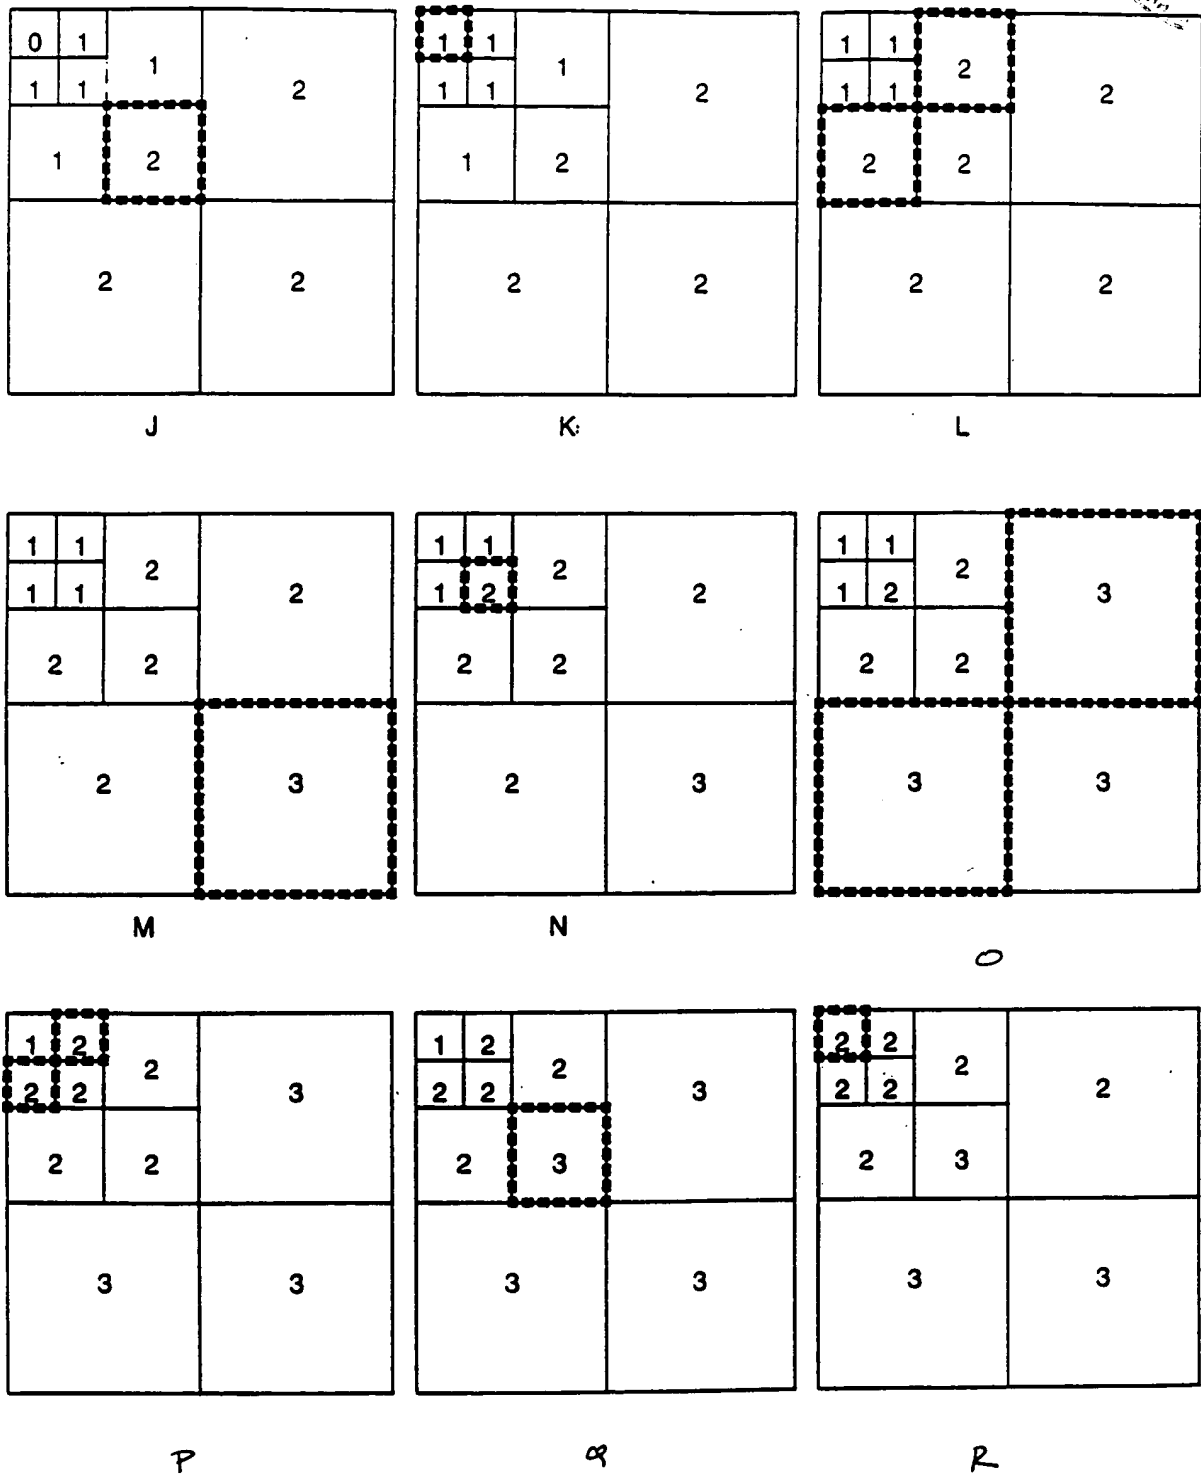 0 1 1 2 1 1 1 2 2 2
J
1 1 1 2 1 1 1 2 2 2
K
1 1 2 2 1 1 2 2 2 2
L
1 1 2 2 1 1 2 2 2 3
M
1 1 2 2 1 2 2 2 2 3
N
1 1 2 3 1 2 2 2 3 3
O
1 2 2 3 2 2 2 2 3 3
P
1 2 2 3 2 2 2 3 3 3
Q
2 2 2 2 2 2 2 3 3 3
R